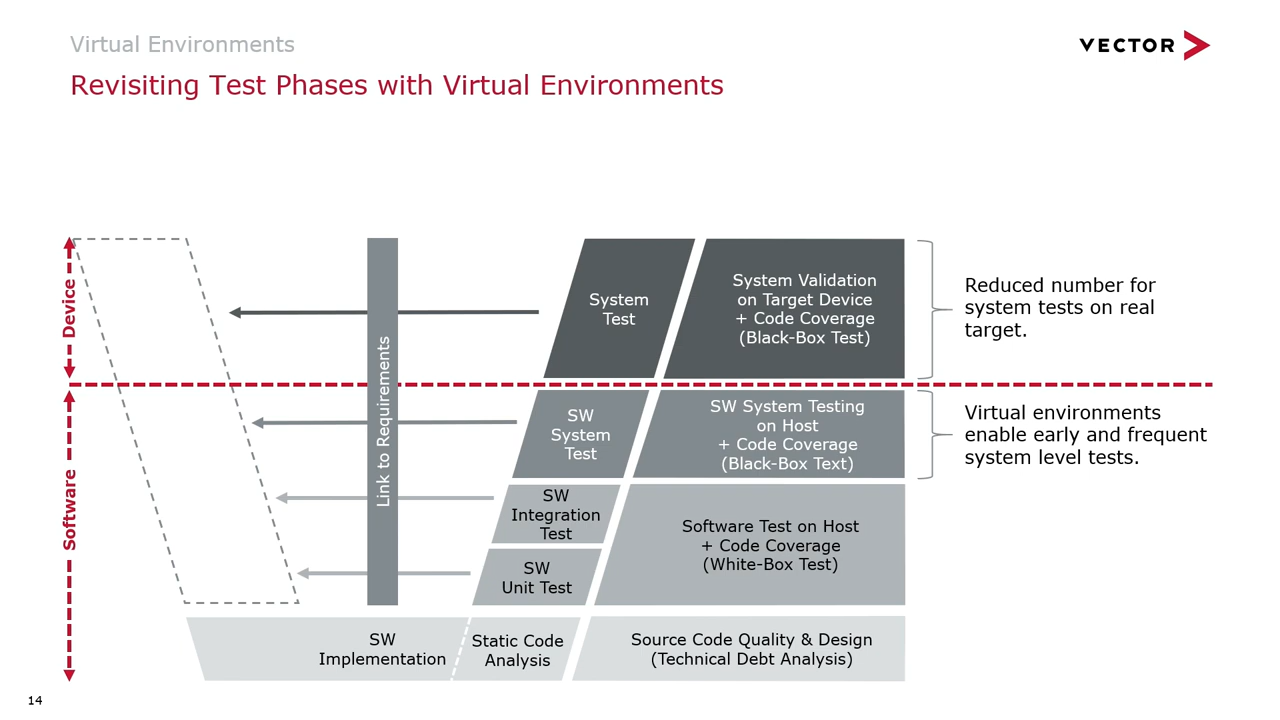 Virtual Environments
VECTOR
Revisiting Test Phases with Virtual Environments
Device
Software
Link to Requirements
System
Test
System Validation
on Target Device
+ Code Coverage
(Black-Box Test)
Reduced number for
system tests on real
target.
SW
System
Test
SW System Testing
on Host
+ Code Coverage
(Black-Box Text)
Virtual environments
enable early and frequent
system level tests.
SW
Integration
Test
SW
Unit Test
Software Test on Host
+ Code Coverage
(White-Box Test)
SW
Implementation
Static Code
Analysis
Source Code Quality & Design
(Technical Debt Analysis)
14